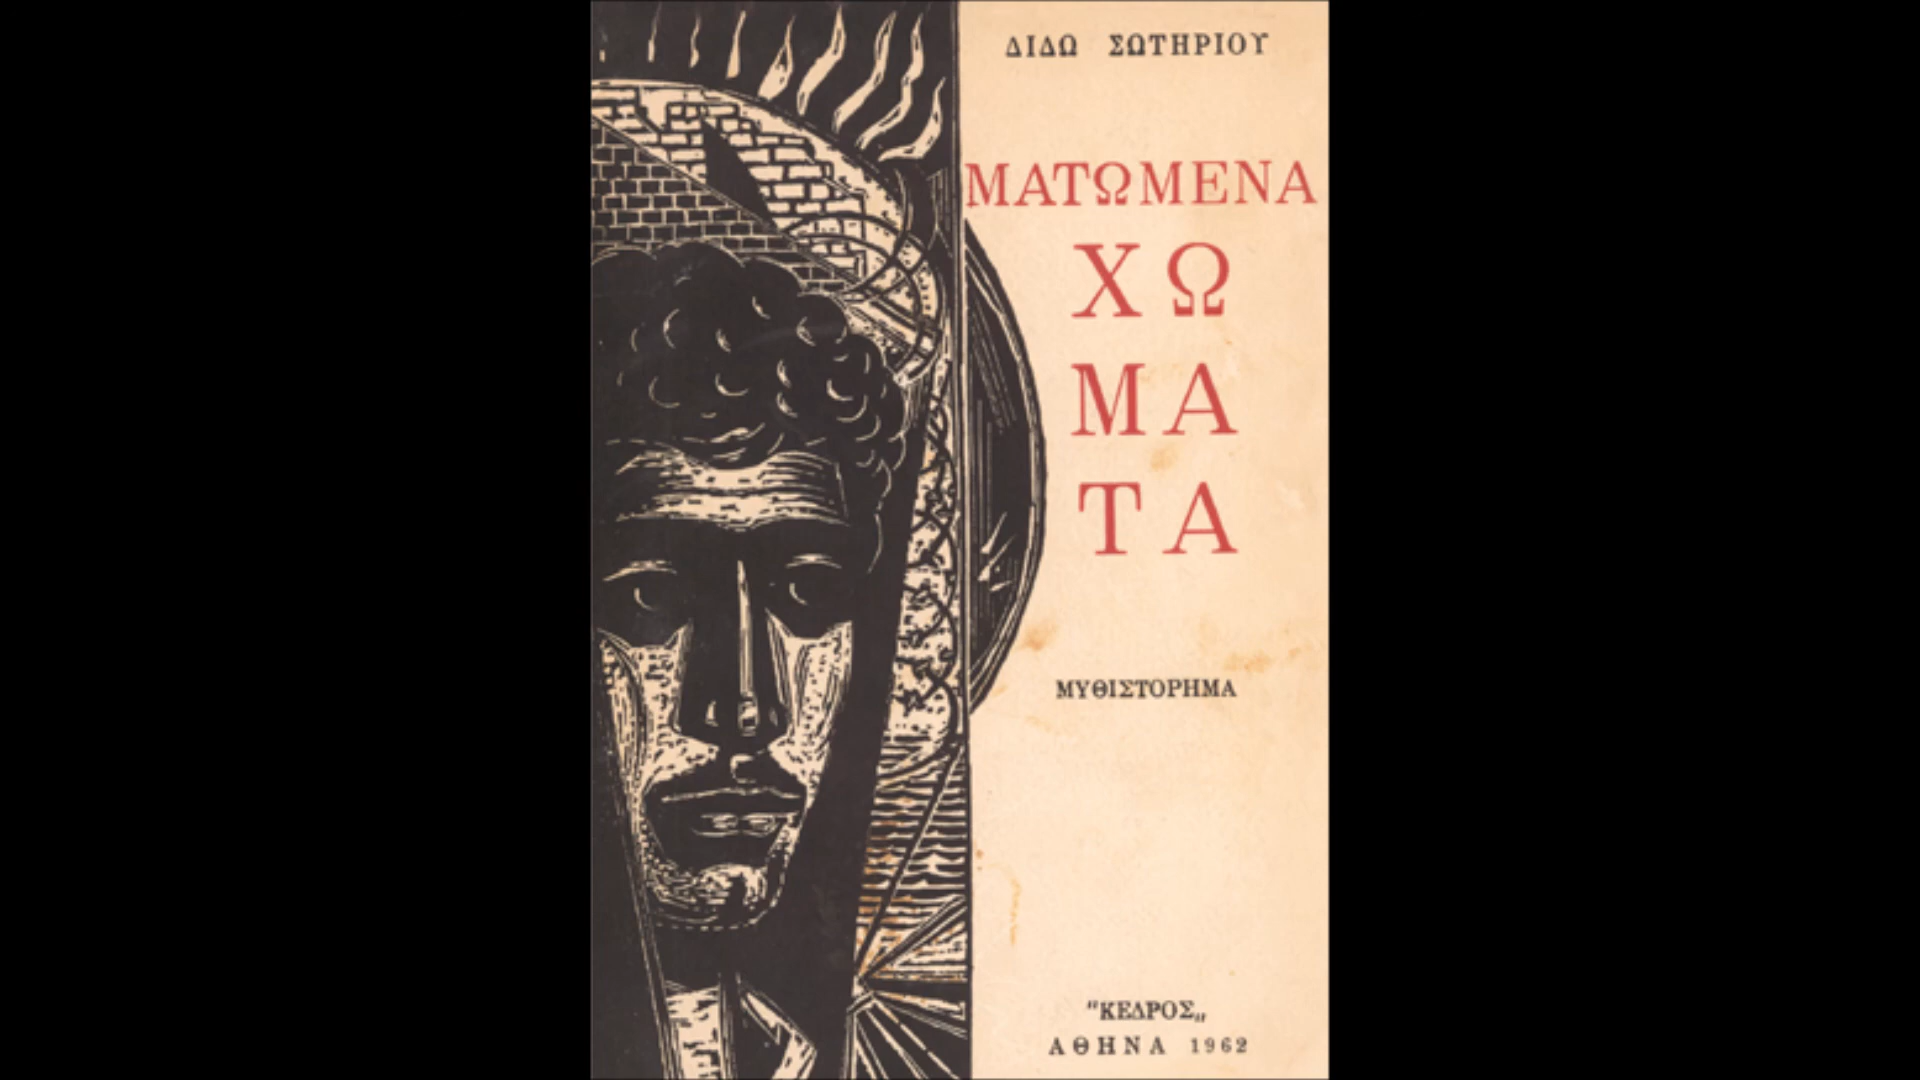 ΔΙΔΩ ΣΩΤΗΡΙΟΥ
ΜΑΤΩΜΕΝΑ
ΧΩ
ΜΑ
ΤΑ
ΜΥΘΙΣΤΟΡΗΜΑ
"ΚΕΔΡΟΣ„
ΑΘΗΝΑ 1962